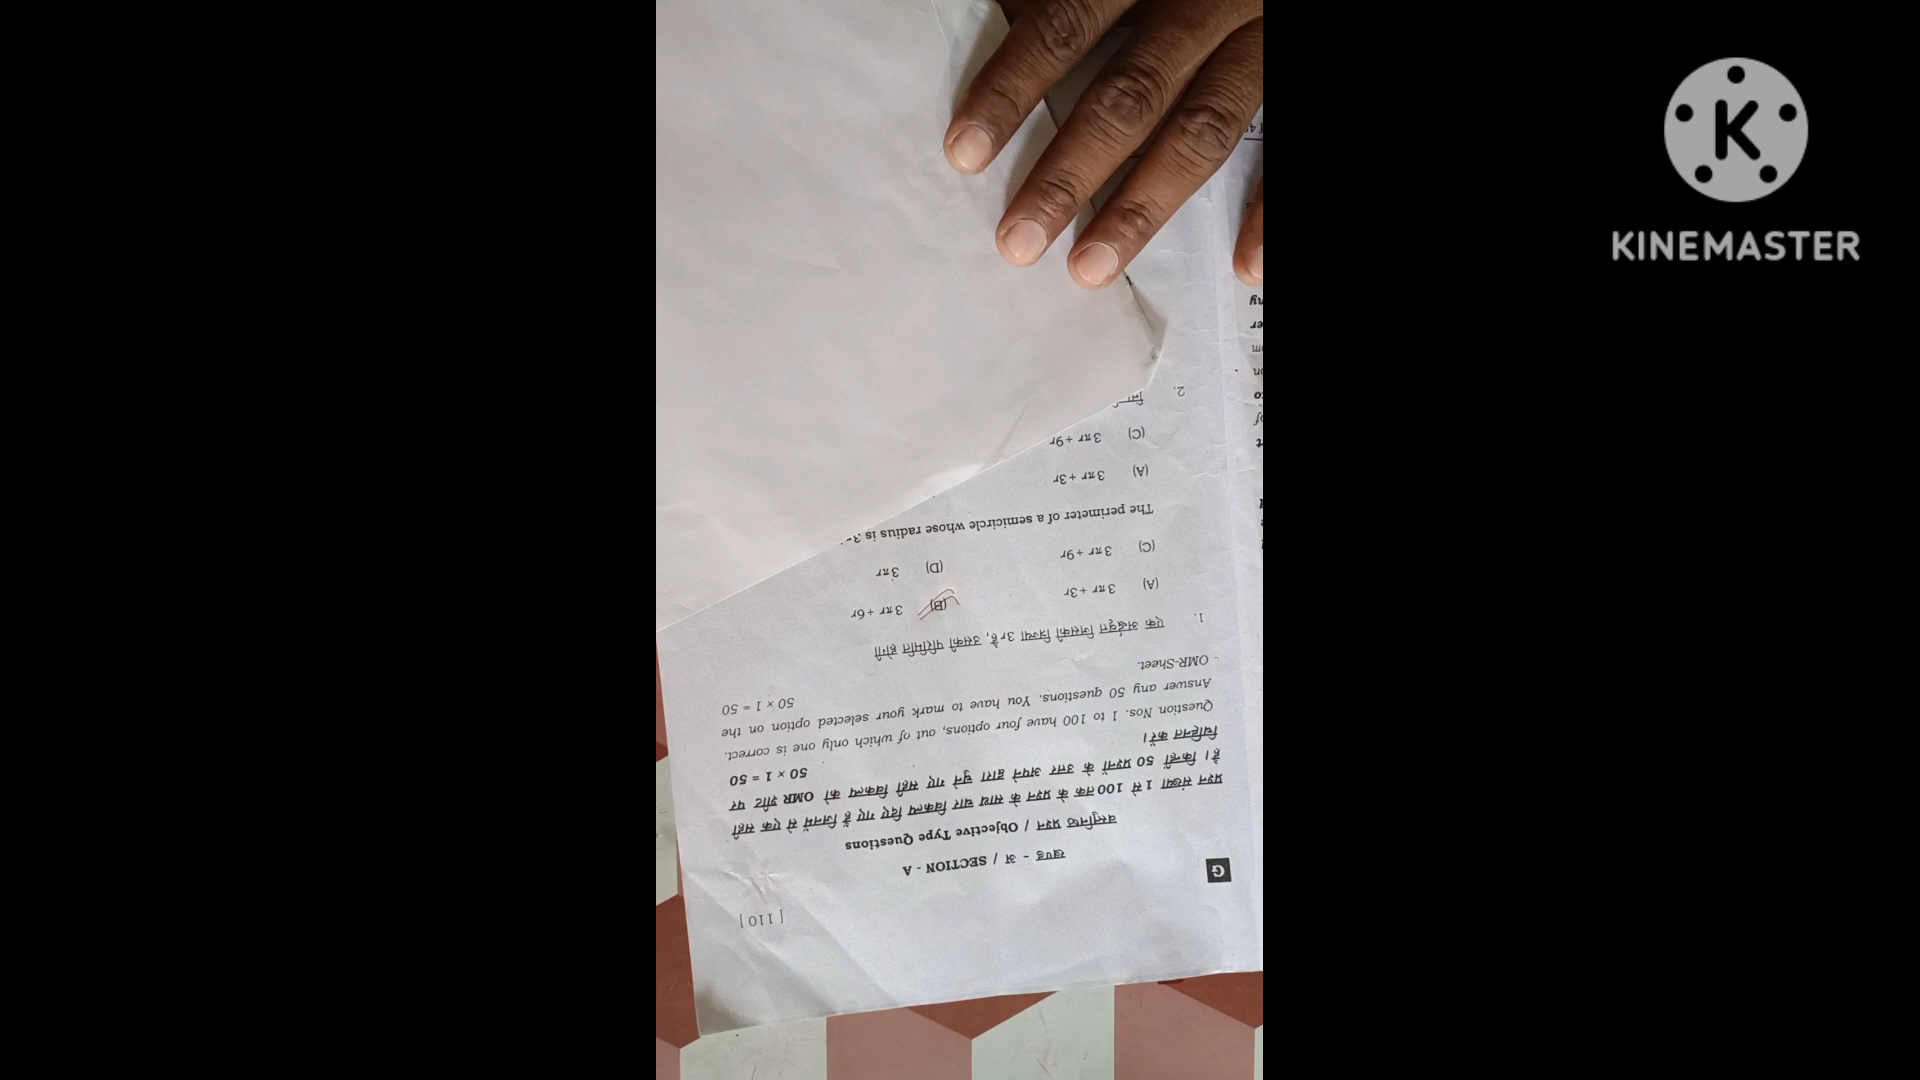 [ 110 ]
G
खण्ड - अ / SECTION - A
वस्तुनिष्ठ प्रश्न / Objective Type Questions
प्रश्न संख्या 1 से 100 तक के प्रश्न के साथ चार विकल्प दिए गए हैं जिनमें से एक सही
है। किन्हीं 50 प्रश्नों के उत्तर अपने द्वारा चुने गए सही विकल्प को OMR शीट पर
चिह्नित करें। 50 × 1 = 50
Question Nos. 1 to 100 have four options, out of which only one is correct.
Answer any 50 questions. You have to mark your selected option on the
OMR-Sheet. 50 × 1 = 50
1. एक अर्द्धवृत्त जिसकी त्रिज्या 3r है, उसकी परिमिति होगी
(A) 3πr + 3r (B) 3πr + 6r
(C) 3πr + 9r (D) 3πr
The perimeter of a semicircle whose radius is
(A) 3πr + 3r
(C) 3πr + 9r
2.
K
KINEMASTER